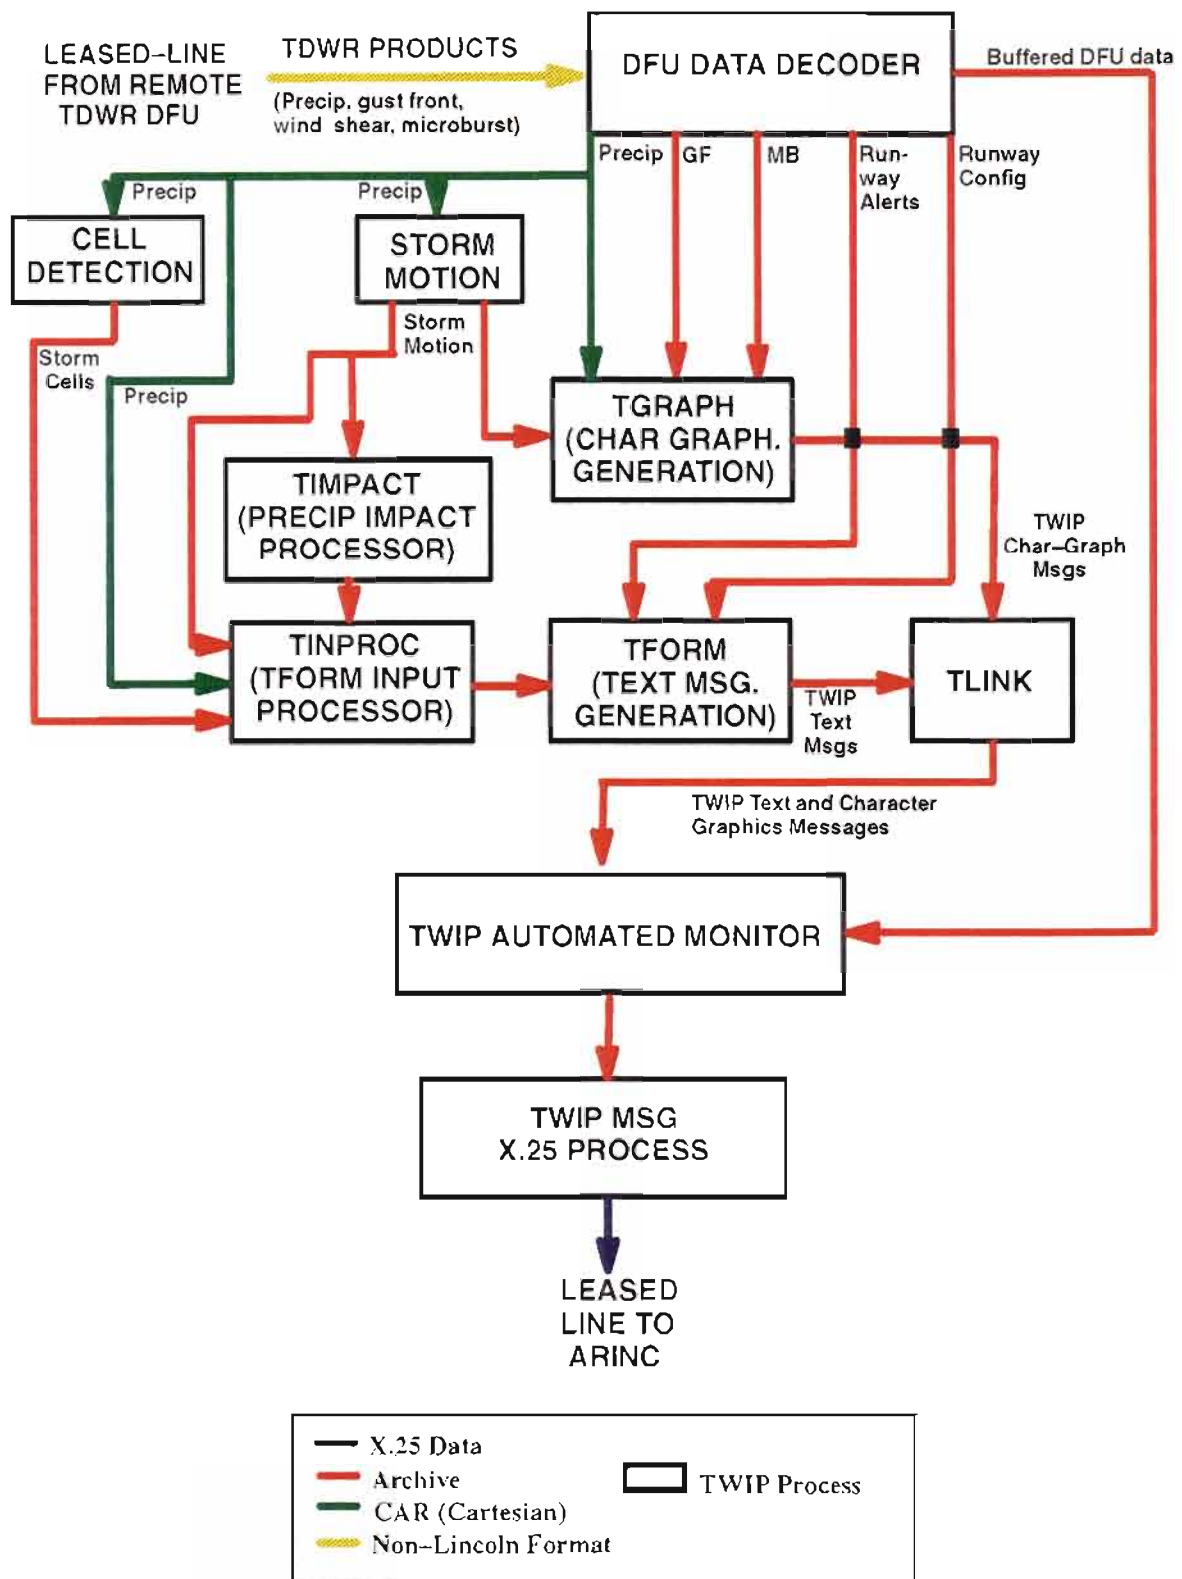 LEASED-LINE
FROM REMOTE
TDWR DFU
TDWR PRODUCTS
(Precip, gust front,
wind shear, microburst)
DFU DATA DECODER
Buffered DFU data
Precip
GF
MB
Run-
way
Alerts
Runway
Config
Precip
Precip
CELL
DETECTION
STORM
MOTION
Storm
Motion
Storm
Cells
Precip
TGRAPH
(CHAR GRAPH.
GENERATION)
TIMPACT
(PRECIP IMPACT
PROCESSOR)
TWIP
Char-Graph
Msgs
TINPROC
(TFORM INPUT
PROCESSOR)
TFORM
(TEXT MSG.
GENERATION)
TWIP
Text
Msgs
TLINK
TWIP Text and Character
Graphics Messages
TWIP AUTOMATED MONITOR
TWIP MSG
X.25 PROCESS
LEASED
LINE TO
ARINC
X.25 Data
Archive
CAR (Cartesian)
Non-Lincoln Format
TWIP Process